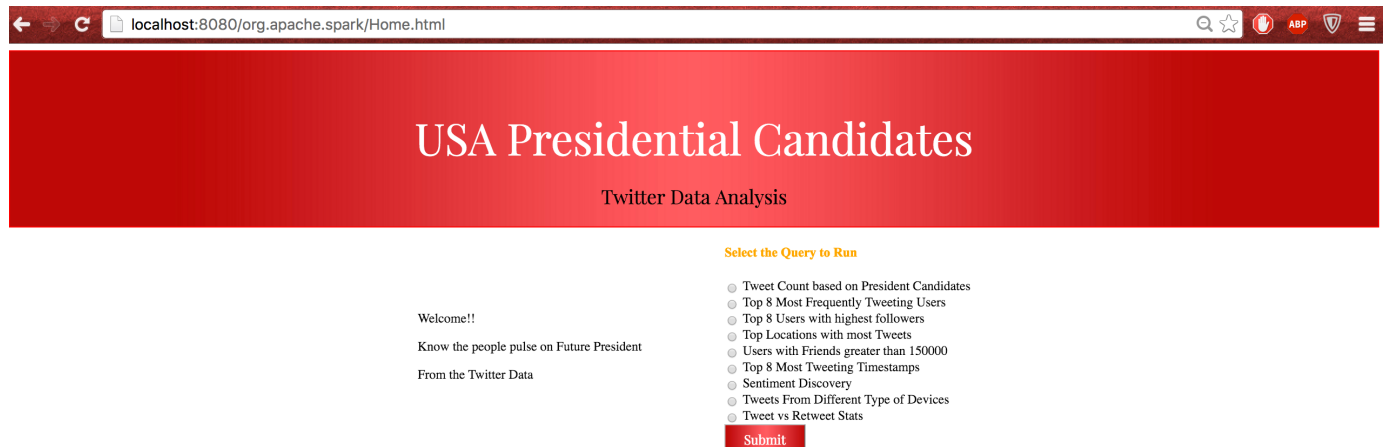 localhost:8080/org.apache.spark/Home.html
ABP
USA Presidential Candidates
Twitter Data Analysis
Welcome!!
Know the people pulse on Future President
From the Twitter Data
Select the Query to Run
Tweet Count based on President Candidates
Top 8 Most Frequently Tweeting Users
Top 8 Users with highest followers
Top Locations with most Tweets
Users with Friends greater than 150000
Top 8 Most Tweeting Timestamps
Sentiment Discovery
Tweets From Different Type of Devices
Tweet vs Retweet Stats
Submit